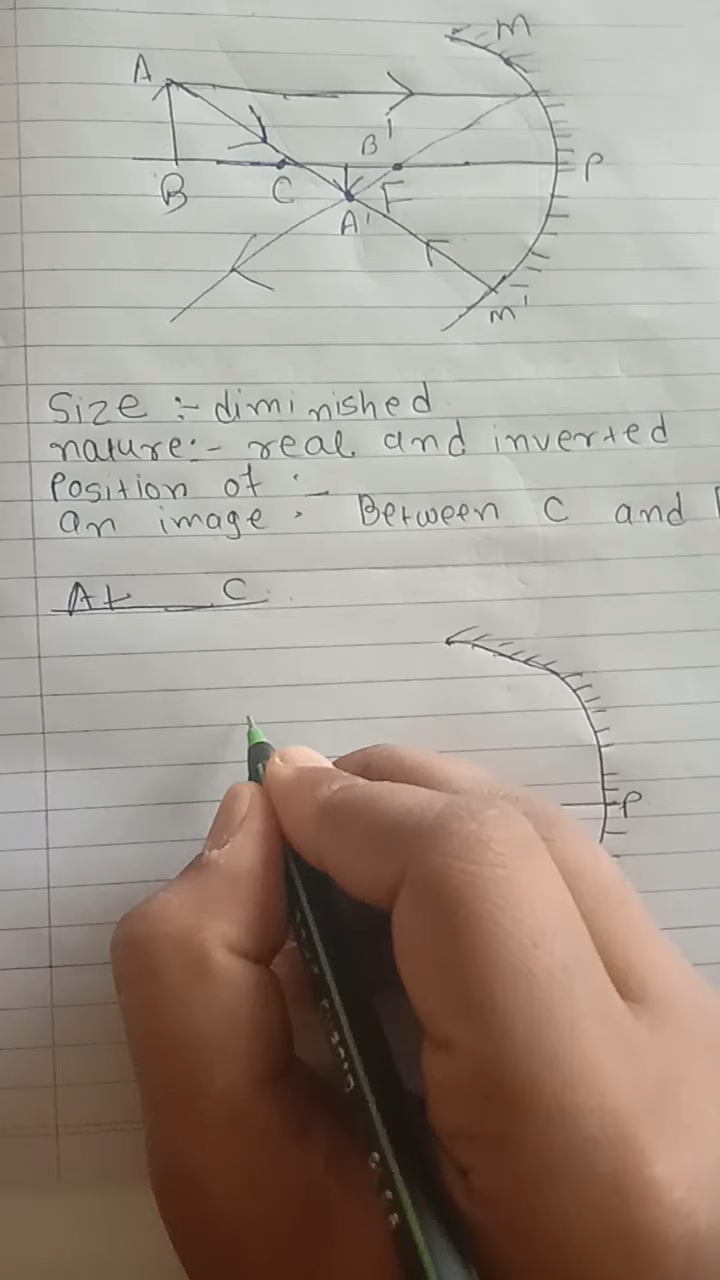 M
A
B'
P
B
C
F
A'
M'
Size :- diminished
nature:- real and inverted
Position of :-
an image : Between C and
At C
P